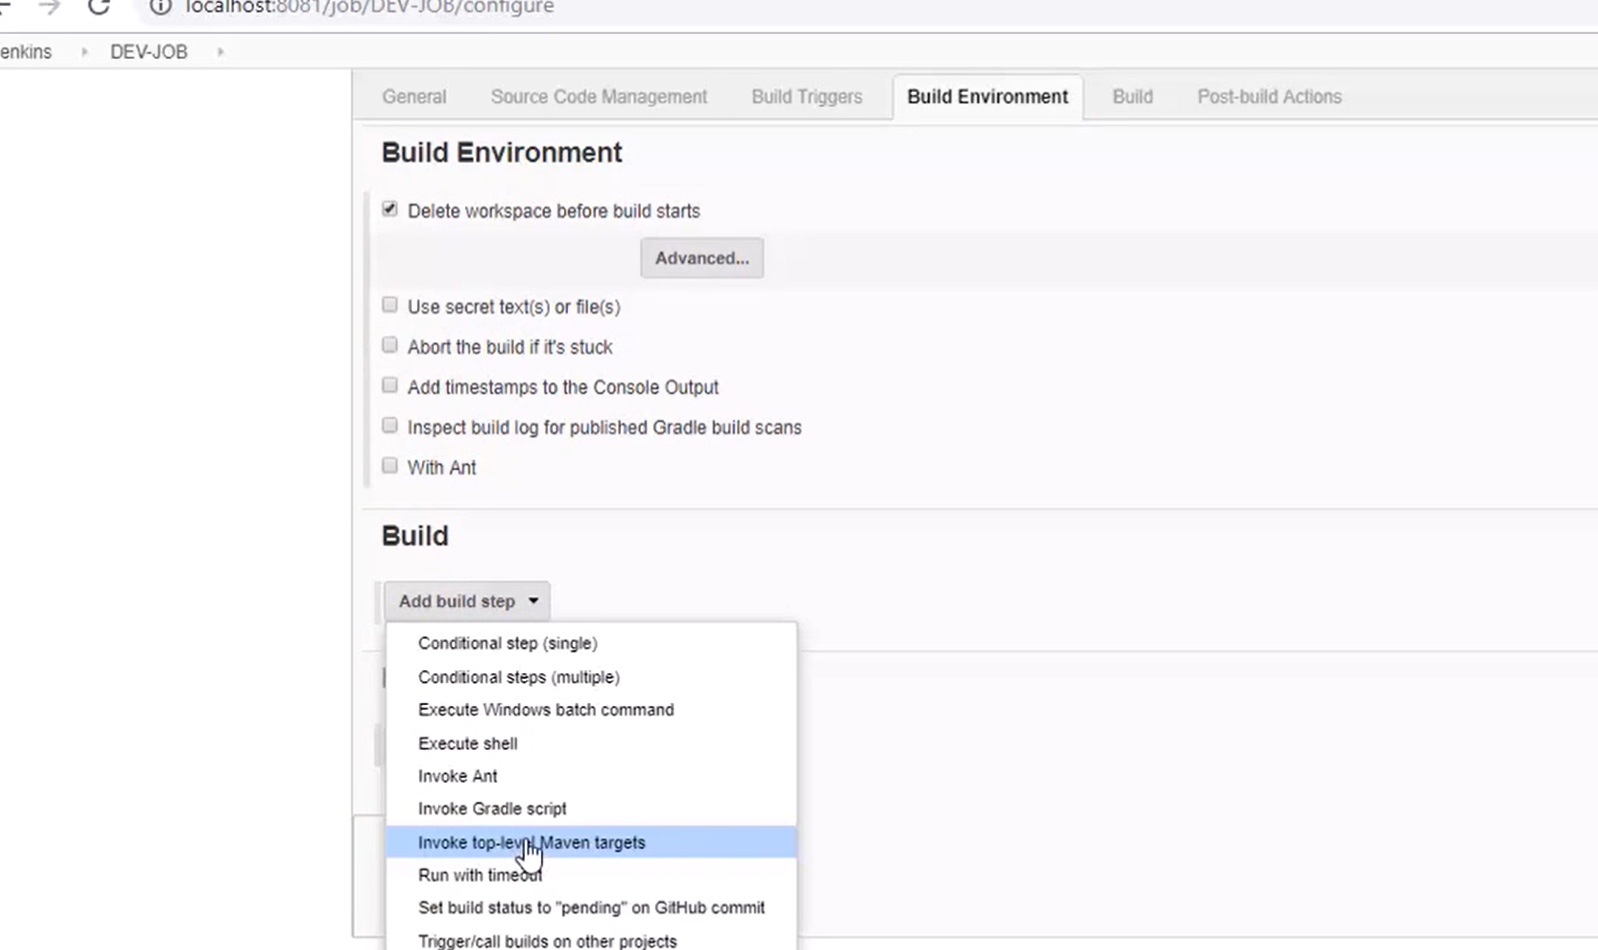 localhost:8081/job/DEV-JOB/configure
enkins DEV-JOB
General Source Code Management Build Triggers Build Environment Build Post-build Actions
Build Environment
Delete workspace before build starts
Advanced...
Use secret text(s) or file(s)
Abort the build if it's stuck
Add timestamps to the Console Output
Inspect build log for published Gradle build scans
With Ant
Build
Add build step
Conditional step (single)
Conditional steps (multiple)
Execute Windows batch command
Execute shell
Invoke Ant
Invoke Gradle script
Invoke top-level Maven targets
Run with timeout
Set build status to "pending" on GitHub commit
Trigger/call builds on other projects